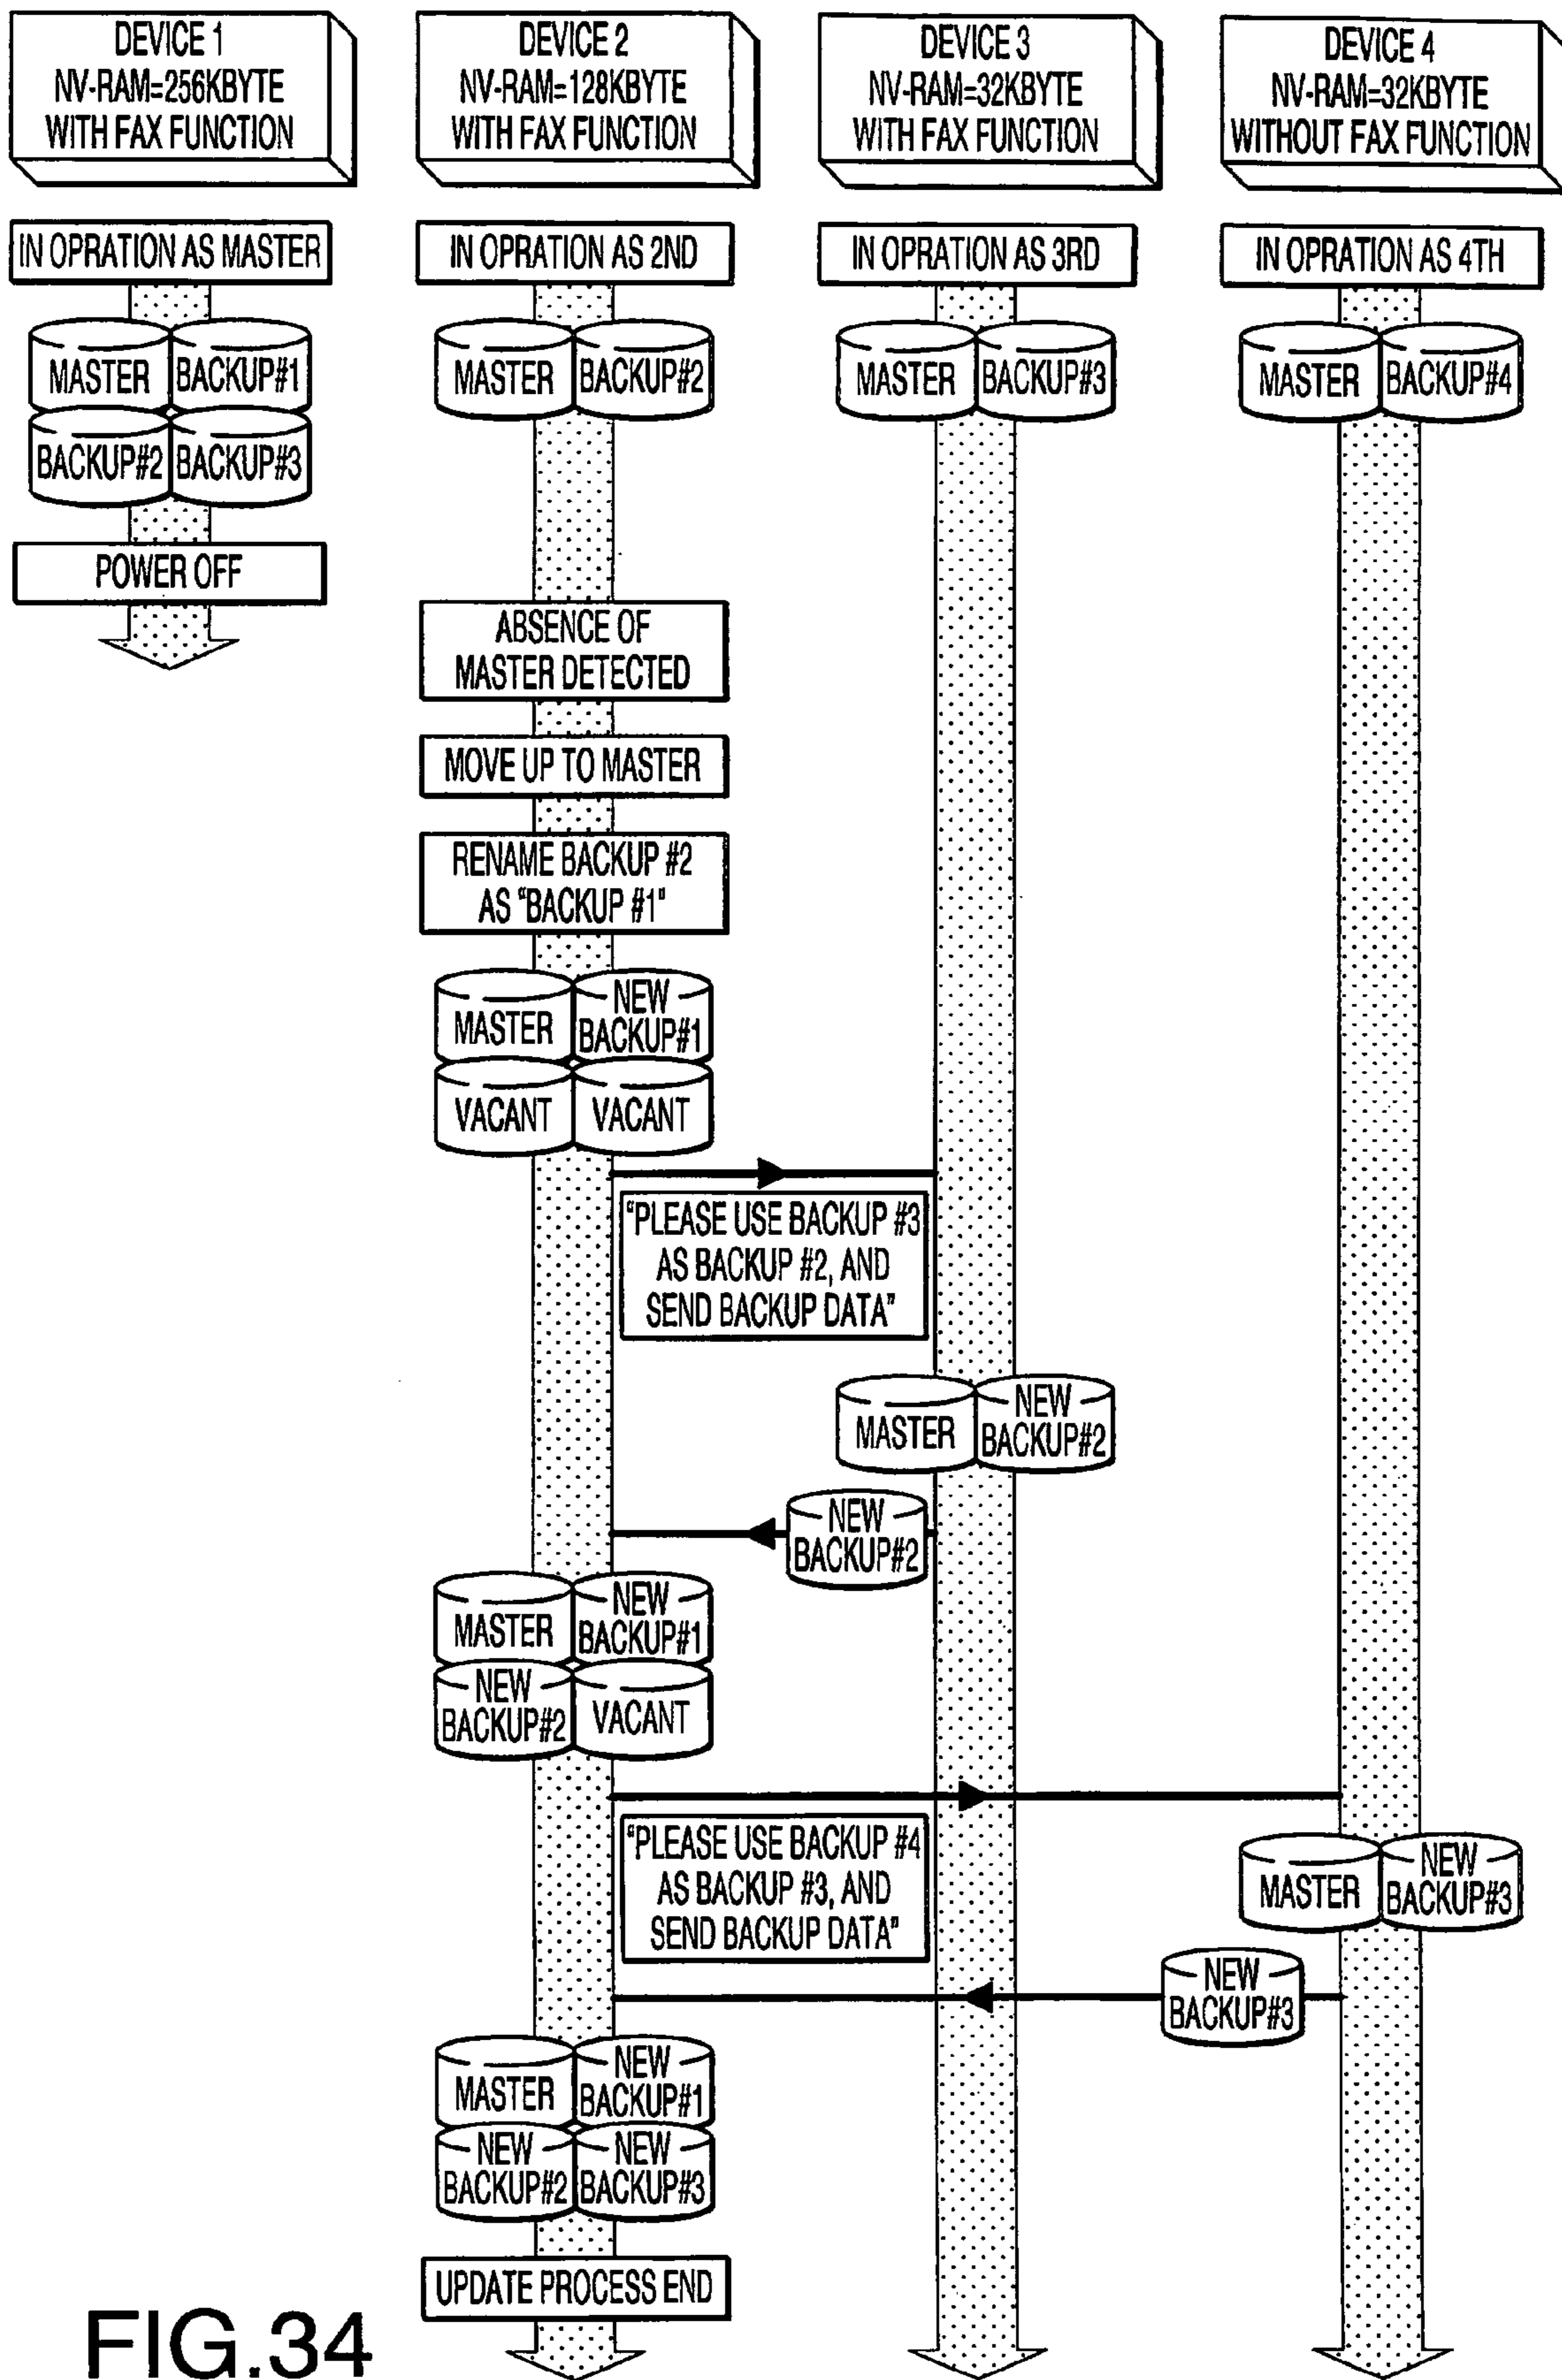 DEVICE 1
NV-RAM=256KBYTE
WITH FAX FUNCTION
DEVICE 2
NV-RAM=128KBYTE
WITH FAX FUNCTION
DEVICE 3
NV-RAM=32KBYTE
WITH FAX FUNCTION
DEVICE 4
NV-RAM=32KBYTE
WITHOUT FAX FUNCTION
IN OPRATION AS MASTER
IN OPRATION AS 2ND
IN OPRATION AS 3RD
IN OPRATION AS 4TH
MASTER
BACKUP#1
BACKUP#2
BACKUP#3
MASTER
BACKUP#2
MASTER
BACKUP#3
MASTER
BACKUP#4
POWER OFF
ABSENCE OF
MASTER DETECTED
MOVE UP TO MASTER
RENAME BACKUP #2
AS "BACKUP #1"
MASTER
NEW
BACKUP#1
VACANT
VACANT
"PLEASE USE BACKUP #3
AS BACKUP #2, AND
SEND BACKUP DATA"
MASTER
NEW
BACKUP#2
NEW
BACKUP#2
MASTER
NEW
BACKUP#1
NEW
BACKUP#2
VACANT
"PLEASE USE BACKUP #4
AS BACKUP #3, AND
SEND BACKUP DATA"
MASTER
NEW
BACKUP#3
NEW
BACKUP#3
MASTER
NEW
BACKUP#1
NEW
BACKUP#2
NEW
BACKUP#3
UPDATE PROCESS END
FIG.34